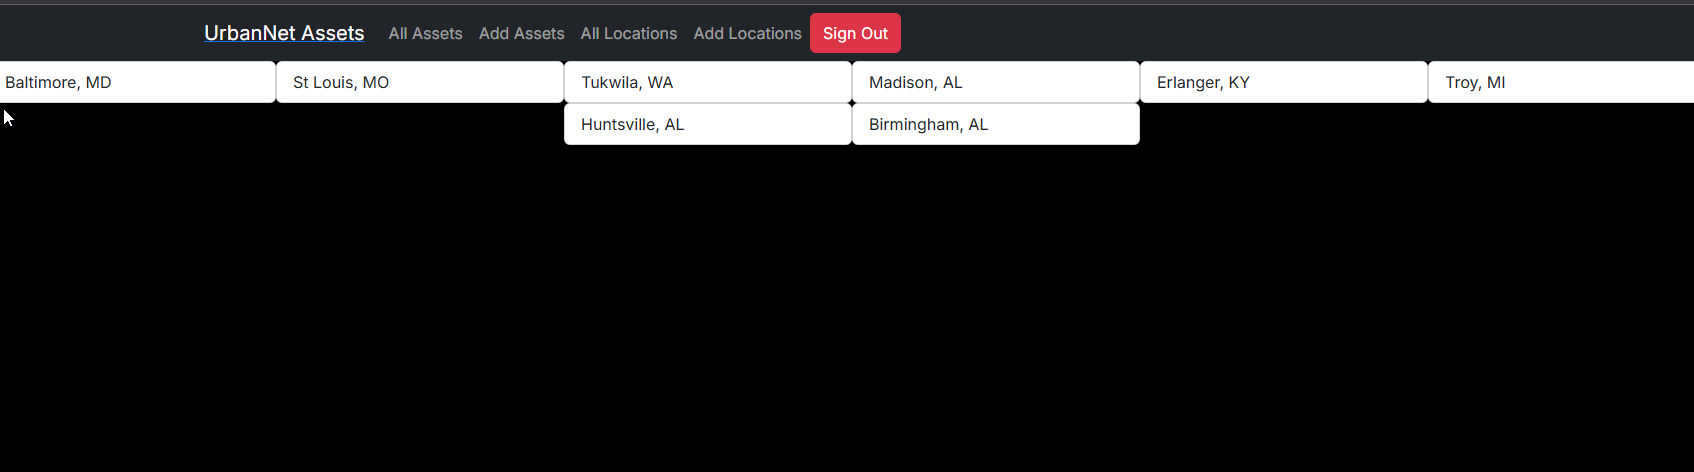 UrbanNet Assets All Assets Add Assets All Locations Add Locations Sign Out
Baltimore, MD St Louis, MO Tukwila, WA Madison, AL Erlanger, KY Troy, MI
Huntsville, AL Birmingham, AL